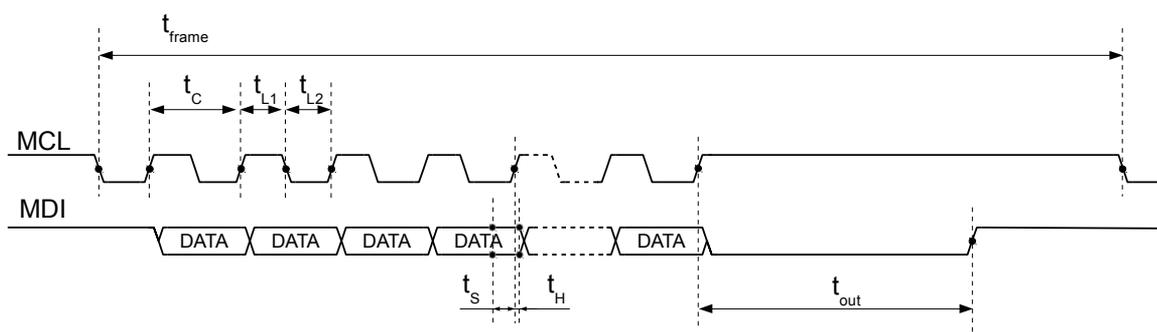 t_frame
t_C t_L1 t_L2
MCL
MDI
DATA DATA DATA DATA DATA
t_S t_H t_out